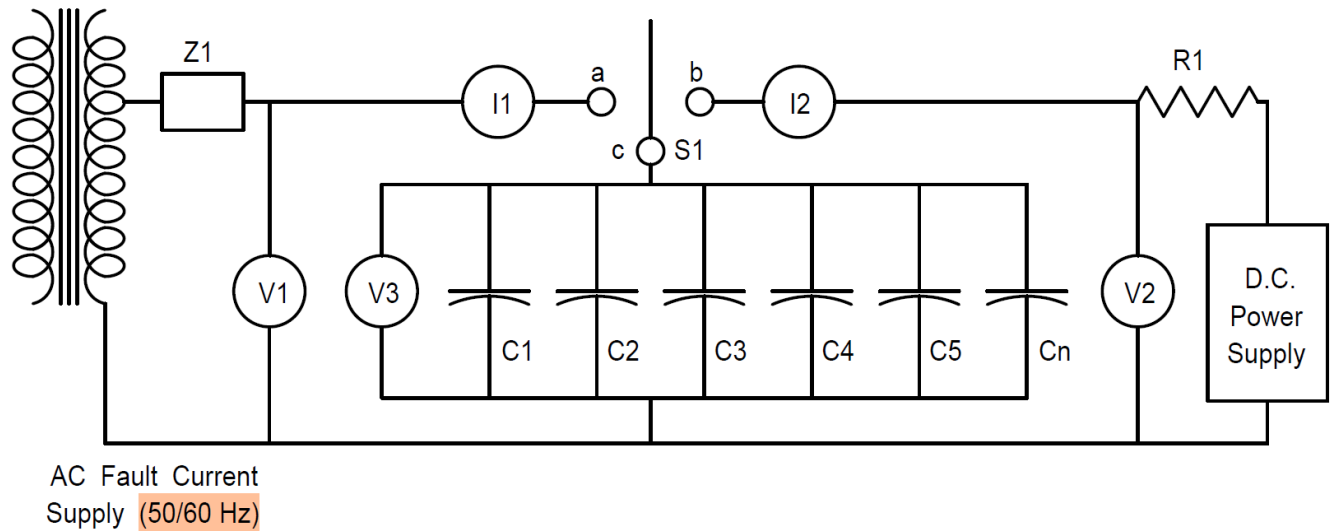 Z1
I1
a
b
I2
R1
c
S1
V1
V3
V2
D.C.
Power
Supply
C1
C2
C3
C4
C5
Cn
AC Fault Current
Supply (50/60 Hz)